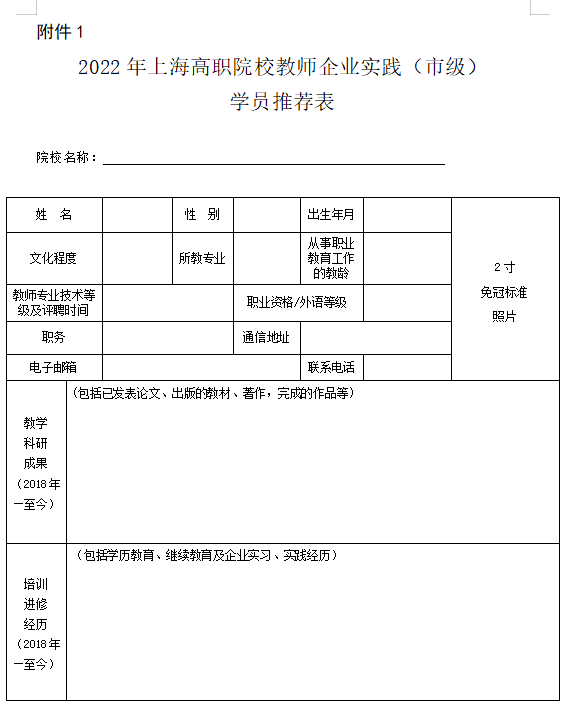 附件 1
2022 年上海高职院校教师企业实践（市级）
学员推荐表
院校名称：
姓 名
性 别
出生年月
2 寸
免冠标准
照片
文化程度
所教专业
从事职业
教育工作
的教龄
教师专业技术等
级及评聘时间
职业资格/外语等级
职务
通信地址
电子邮箱
联系电话
教学
科研
成果
（2018 年
—至今）
(包括已发表论文、出版的教材、著作，完成的作品等)
培训
进修
经历
（2018 年
—至今）
（包括学历教育、继续教育及企业实习、实践经历）